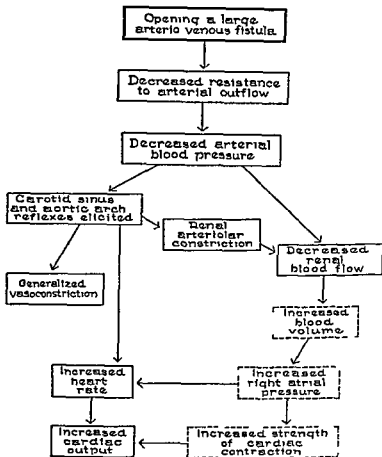 Opening a large
arterio venous fistula
Decreased resistance
to arterial outflow
Decreased arterial
blood pressure
Carotid sinus
and aortic arch
reflexes elicited
Renal
arteriolar
constriction
Decreased
renal
blood flow
Generalized
vasoconstriction
Increased
blood
volume
Increased
heart
rate
Increased
right atrial
pressure
Increased
cardiac
output
Increased strength
of cardiac
contraction